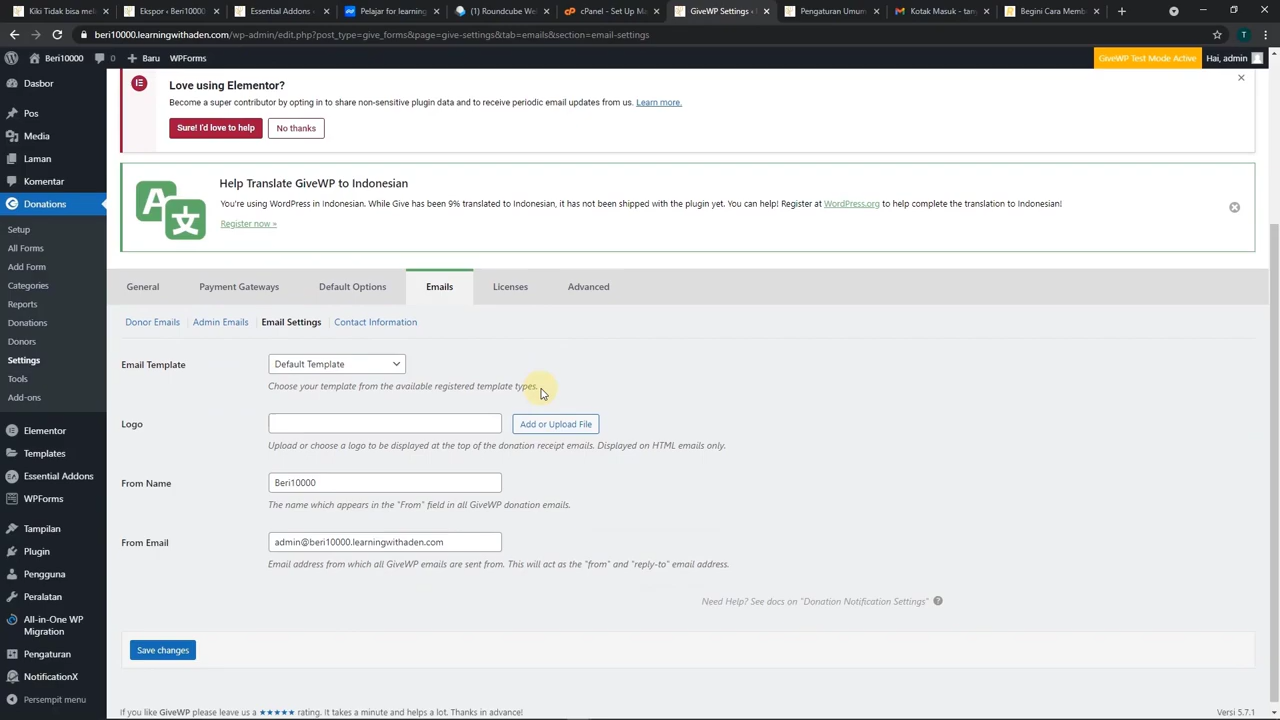 Kiki Tidak bisa me
Ekspor ‹ Beri10000
Essential Addons
Pelajar for learning
(1) Roundcube We
cPanel - Set Up Ma
GiveWP Settings ‹
Pengaturan Umum
Kotak Masuk - tang
Begini Cara Memb
beri10000.learningwithaden.com/wp-admin/edit.php?post_type=give_forms&page=give-settings&tab=emails&section=email-settings
T
Beri10000
0
Baru
WPForms
GiveWP Test Mode Active
Hai, admin
Dasbor
Pos
Media
Laman
Komentar
Donations
Setup
All Forms
Add Form
Categories
Reports
Donations
Donors
Settings
Tools
Add-ons
Elementor
Templates
Essential Addons
WPForms
Tampilan
Plugin
Pengguna
Peralatan
All-in-One WP
Migration
Pengaturan
NotificationX
Persempit menu
Love using Elementor?
Become a super contributor by opting in to share non-sensitive plugin data and to receive periodic email updates from us. Learn more.
Sure! I'd love to help
No thanks
A
文
Help Translate GiveWP to Indonesian
You're using WordPress in Indonesian. While Give has been 9% translated to Indonesian, it has not been shipped with the plugin yet. You can help! Register at WordPress.org to help complete the translation to Indonesian!
Register now »
General
Payment Gateways
Default Options
Emails
Licenses
Advanced
Donor Emails
Admin Emails
Email Settings
Contact Information
Email Template
Default Template
Choose your template from the available registered template types.
Logo
Add or Upload File
Upload or choose a logo to be displayed at the top of the donation receipt emails. Displayed on HTML emails only.
From Name
Beri10000
The name which appears in the "From" field in all GiveWP donation emails.
From Email
admin@beri10000.learningwithaden.com
Email address from which all GiveWP emails are sent from. This will act as the "from" and "reply-to" email address.
Need Help? See docs on "Donation Notification Settings"
Save changes
If you like GiveWP please leave us a ★★★★★ rating. It takes a minute and helps a lot. Thanks in advance!
Versi 5.7.1